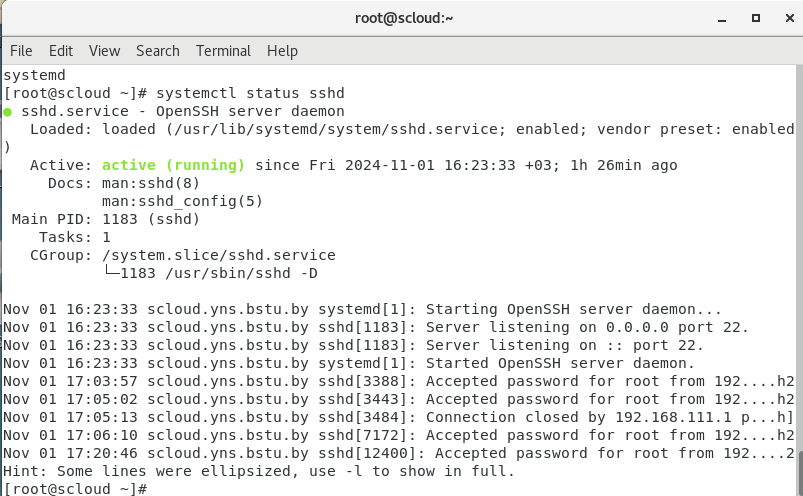 root@scloud:~
File Edit View Search Terminal Help
systemd
[root@scloud ~]# systemctl status sshd
● sshd.service - OpenSSH server daemon
   Loaded: loaded (/usr/lib/systemd/system/sshd.service; enabled; vendor preset: enabled
)
   Active: active (running) since Fri 2024-11-01 16:23:33 +03; 1h 26min ago
     Docs: man:sshd(8)
           man:sshd_config(5)
 Main PID: 1183 (sshd)
    Tasks: 1
   CGroup: /system.slice/sshd.service
           └─1183 /usr/sbin/sshd -D

Nov 01 16:23:33 scloud.yns.bstu.by systemd[1]: Starting OpenSSH server daemon...
Nov 01 16:23:33 scloud.yns.bstu.by sshd[1183]: Server listening on 0.0.0.0 port 22.
Nov 01 16:23:33 scloud.yns.bstu.by sshd[1183]: Server listening on :: port 22.
Nov 01 16:23:33 scloud.yns.bstu.by systemd[1]: Started OpenSSH server daemon.
Nov 01 17:03:57 scloud.yns.bstu.by sshd[3388]: Accepted password for root from 192....h2
Nov 01 17:05:02 scloud.yns.bstu.by sshd[3443]: Accepted password for root from 192....h2
Nov 01 17:05:13 scloud.yns.bstu.by sshd[3484]: Connection closed by 192.168.111.1 p...h]
Nov 01 17:06:10 scloud.yns.bstu.by sshd[7172]: Accepted password for root from 192....h2
Nov 01 17:20:46 scloud.yns.bstu.by sshd[12400]: Accepted password for root from 192....2
Hint: Some lines were ellipsized, use -l to show in full.
[root@scloud ~]#